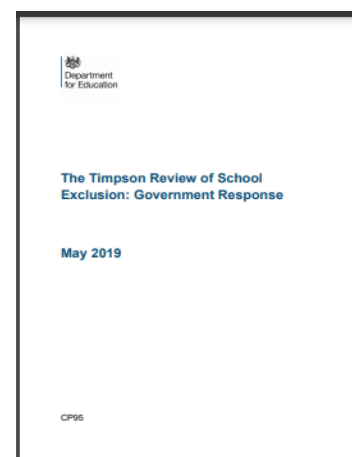 Department
for Education
The Timpson Review of School
Exclusion: Government Response
May 2019
CP95